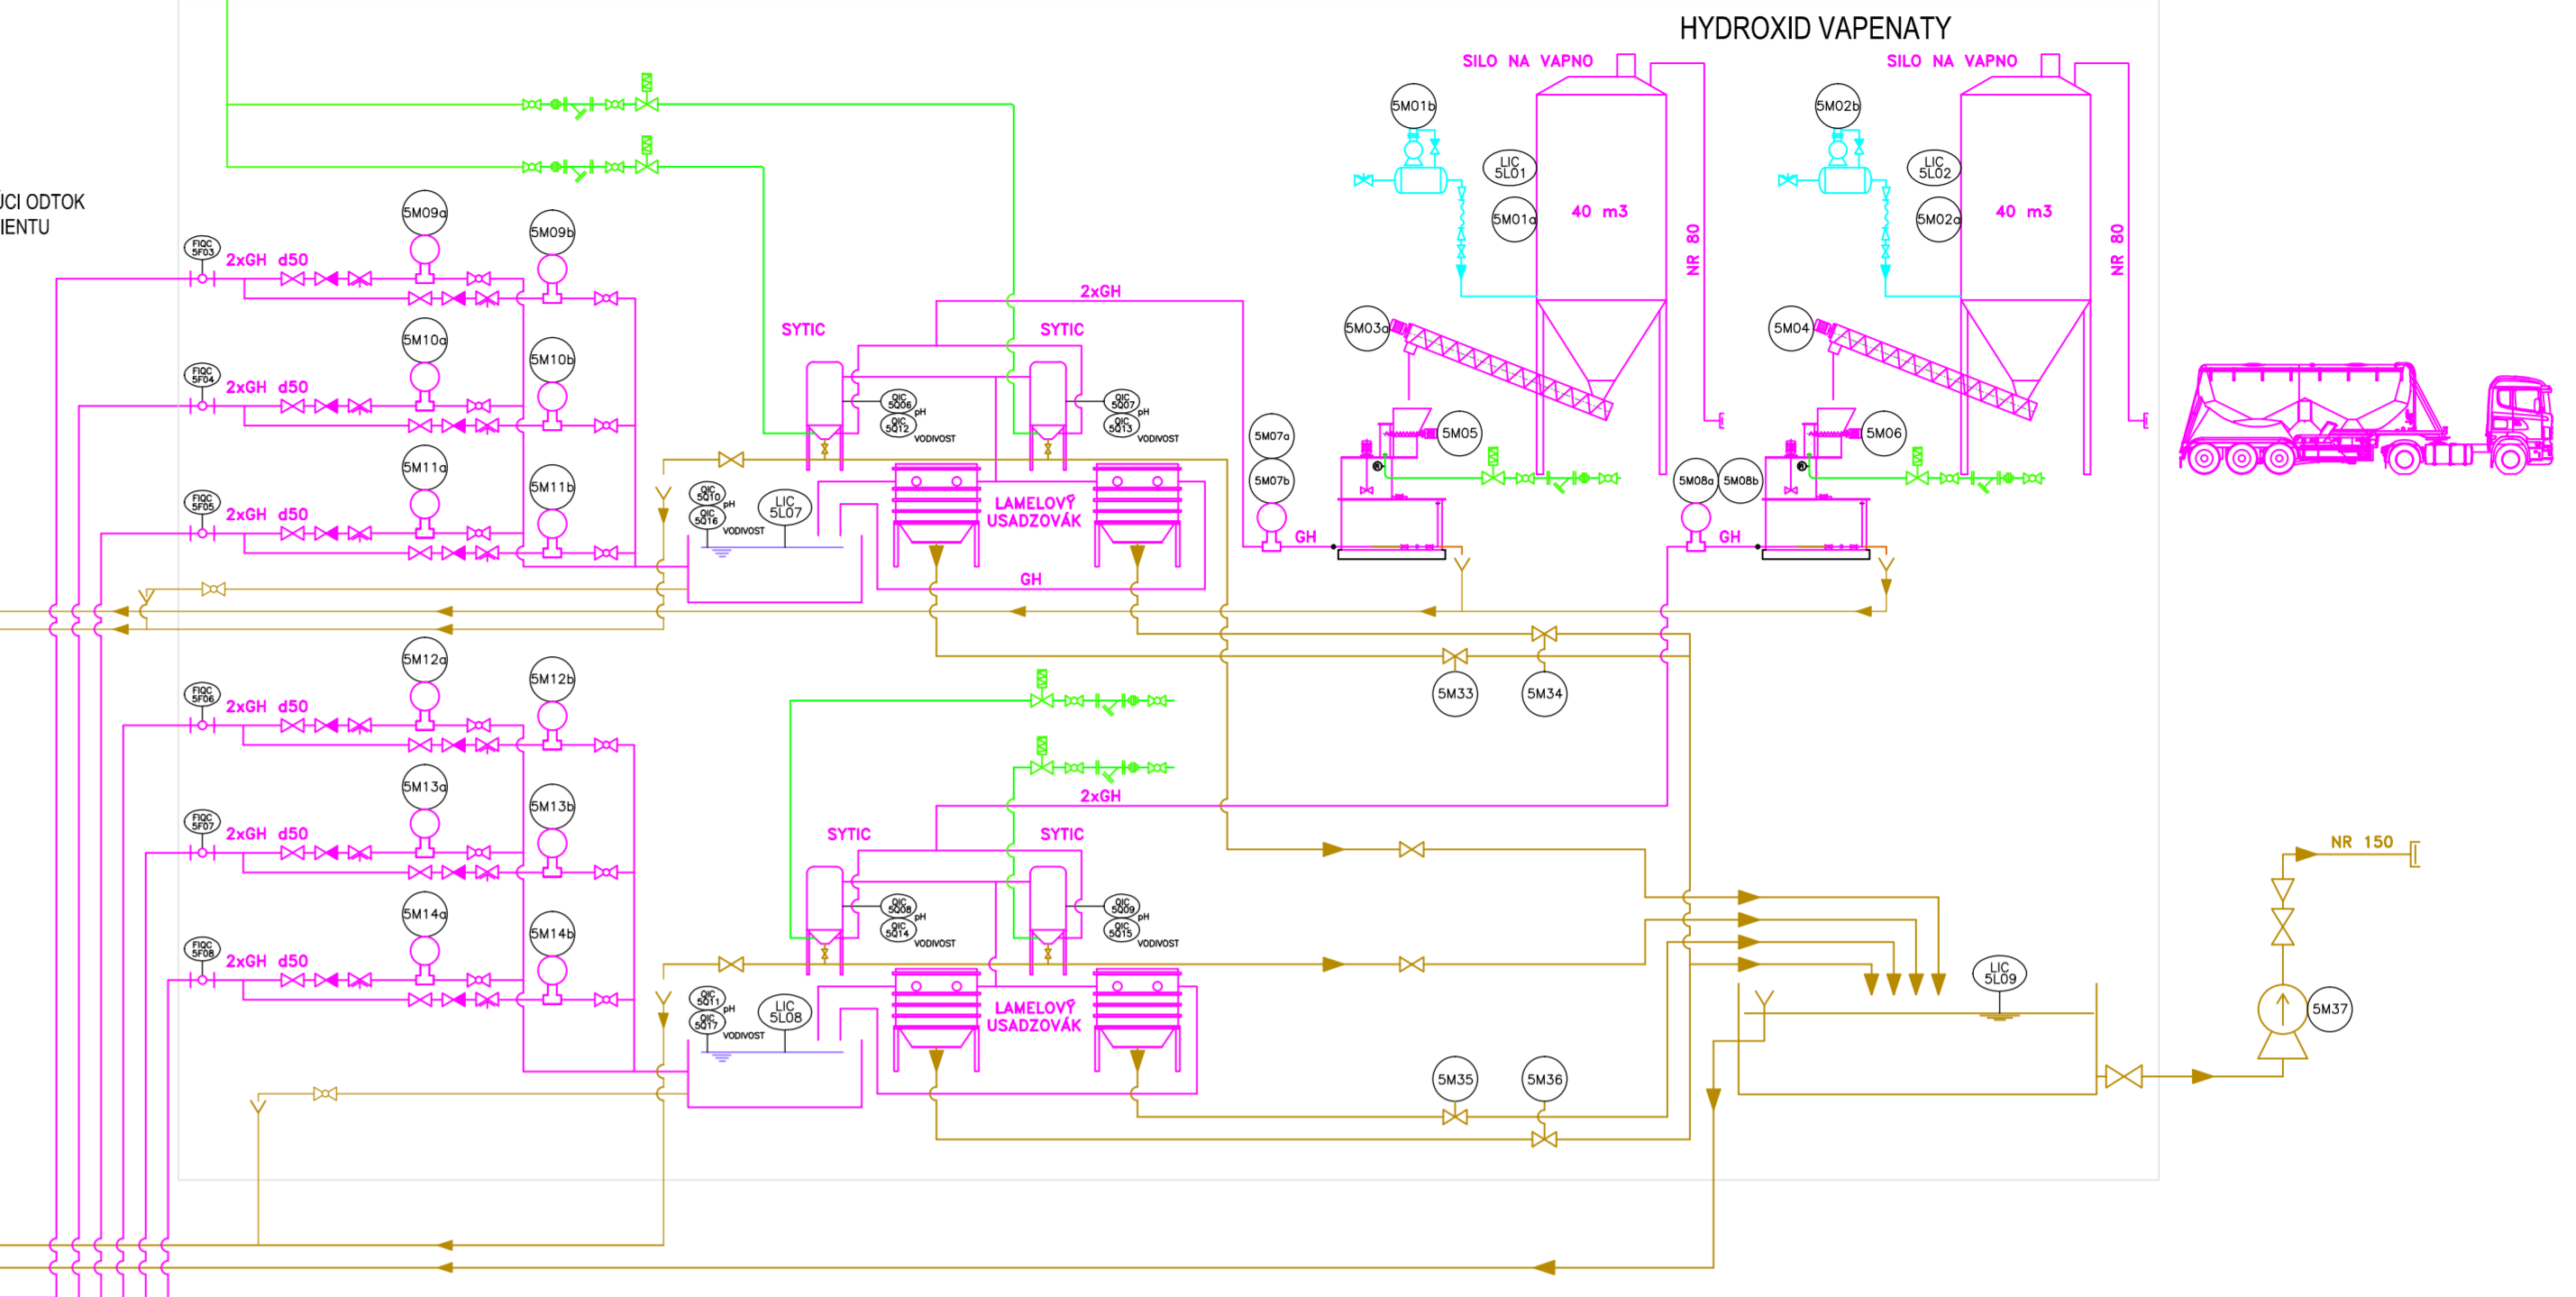 HYDROXID VAPENATY
SILO NA VAPNO
SILO NA VAPNO
5M01b
5M02b
LIC
5L01
LIC
5L02
40 m3
40 m3
5M01a
5M02a
NR 80
NR 80
ÚCI ODTOK
IENTU
5M09a
5M09b
FIQC
5F03
2xGH d50
5M10a
5M10b
FIQC
5F04
2xGH d50
5M11a
5M11b
FIQC
5F05
2xGH d50
2xGH
SYTIC
SYTIC
5M03a
5M04
QIC
5Q06
pH
QIC
5Q12
VODIVOST
QIC
5Q07
pH
QIC
5Q13
VODIVOST
5M07a
5M07b
5M05
5M08a
5M08b
5M06
QIC
5Q10
pH
QIC
5Q16
VODIVOST
LIC
5L07
LAMELOVÝ
USADZOVÁK
GH
GH
GH
5M33
5M34
5M12a
5M12b
FIQC
5F06
2xGH d50
5M13a
5M13b
FIQC
5F07
2xGH d50
5M14a
5M14b
FIQC
5F08
2xGH d50
2xGH
SYTIC
SYTIC
QIC
5Q08
pH
QIC
5Q14
VODIVOST
QIC
5Q09
pH
QIC
5Q15
VODIVOST
QIC
5Q11
pH
QIC
5Q17
VODIVOST
LIC
5L08
LAMELOVÝ
USADZOVÁK
5M35
5M36
LIC
5L09
5M37
NR 150